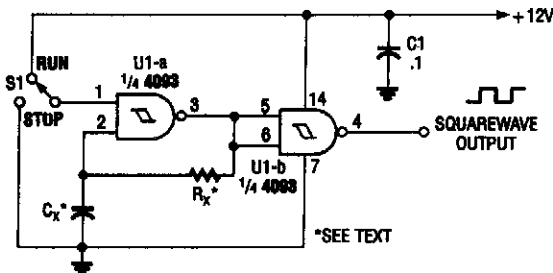 +12V
RUN
S1
STOP
U1-a
1/4 4093
1
2
3
5
6
14
4
7
C1
.1
SQUAREWAVE
OUTPUT
U1-b
1/4 4093
RX*
CX*
*SEE TEXT